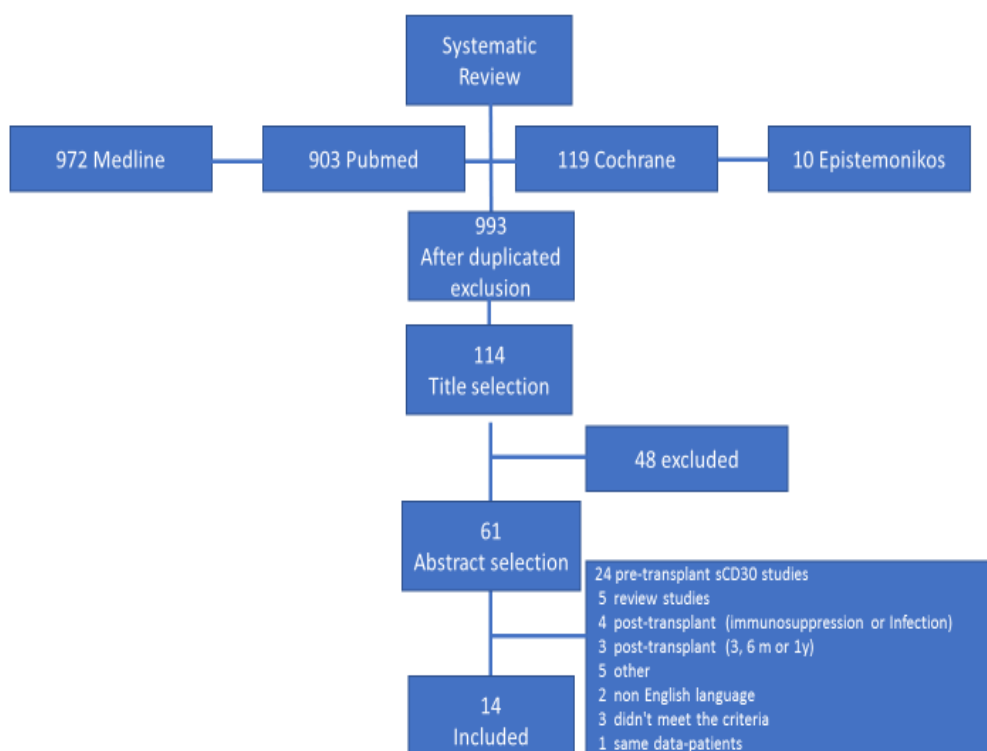 Systematic
Review
972 Medline
903 Pubmed
119 Cochrane
10 Epistemonikos
993
After duplicated
exclusion
114
Title selection
48 excluded
61
Abstract selection
24 pre-transplant sCD30 studies
5 review studies
4 post-transplant (immunosuppression or Infection)
3 post-transplant (3, 6 m or 1y)
5 other
2 non English language
3 didn't meet the criteria
1 same data-patients
14
Included